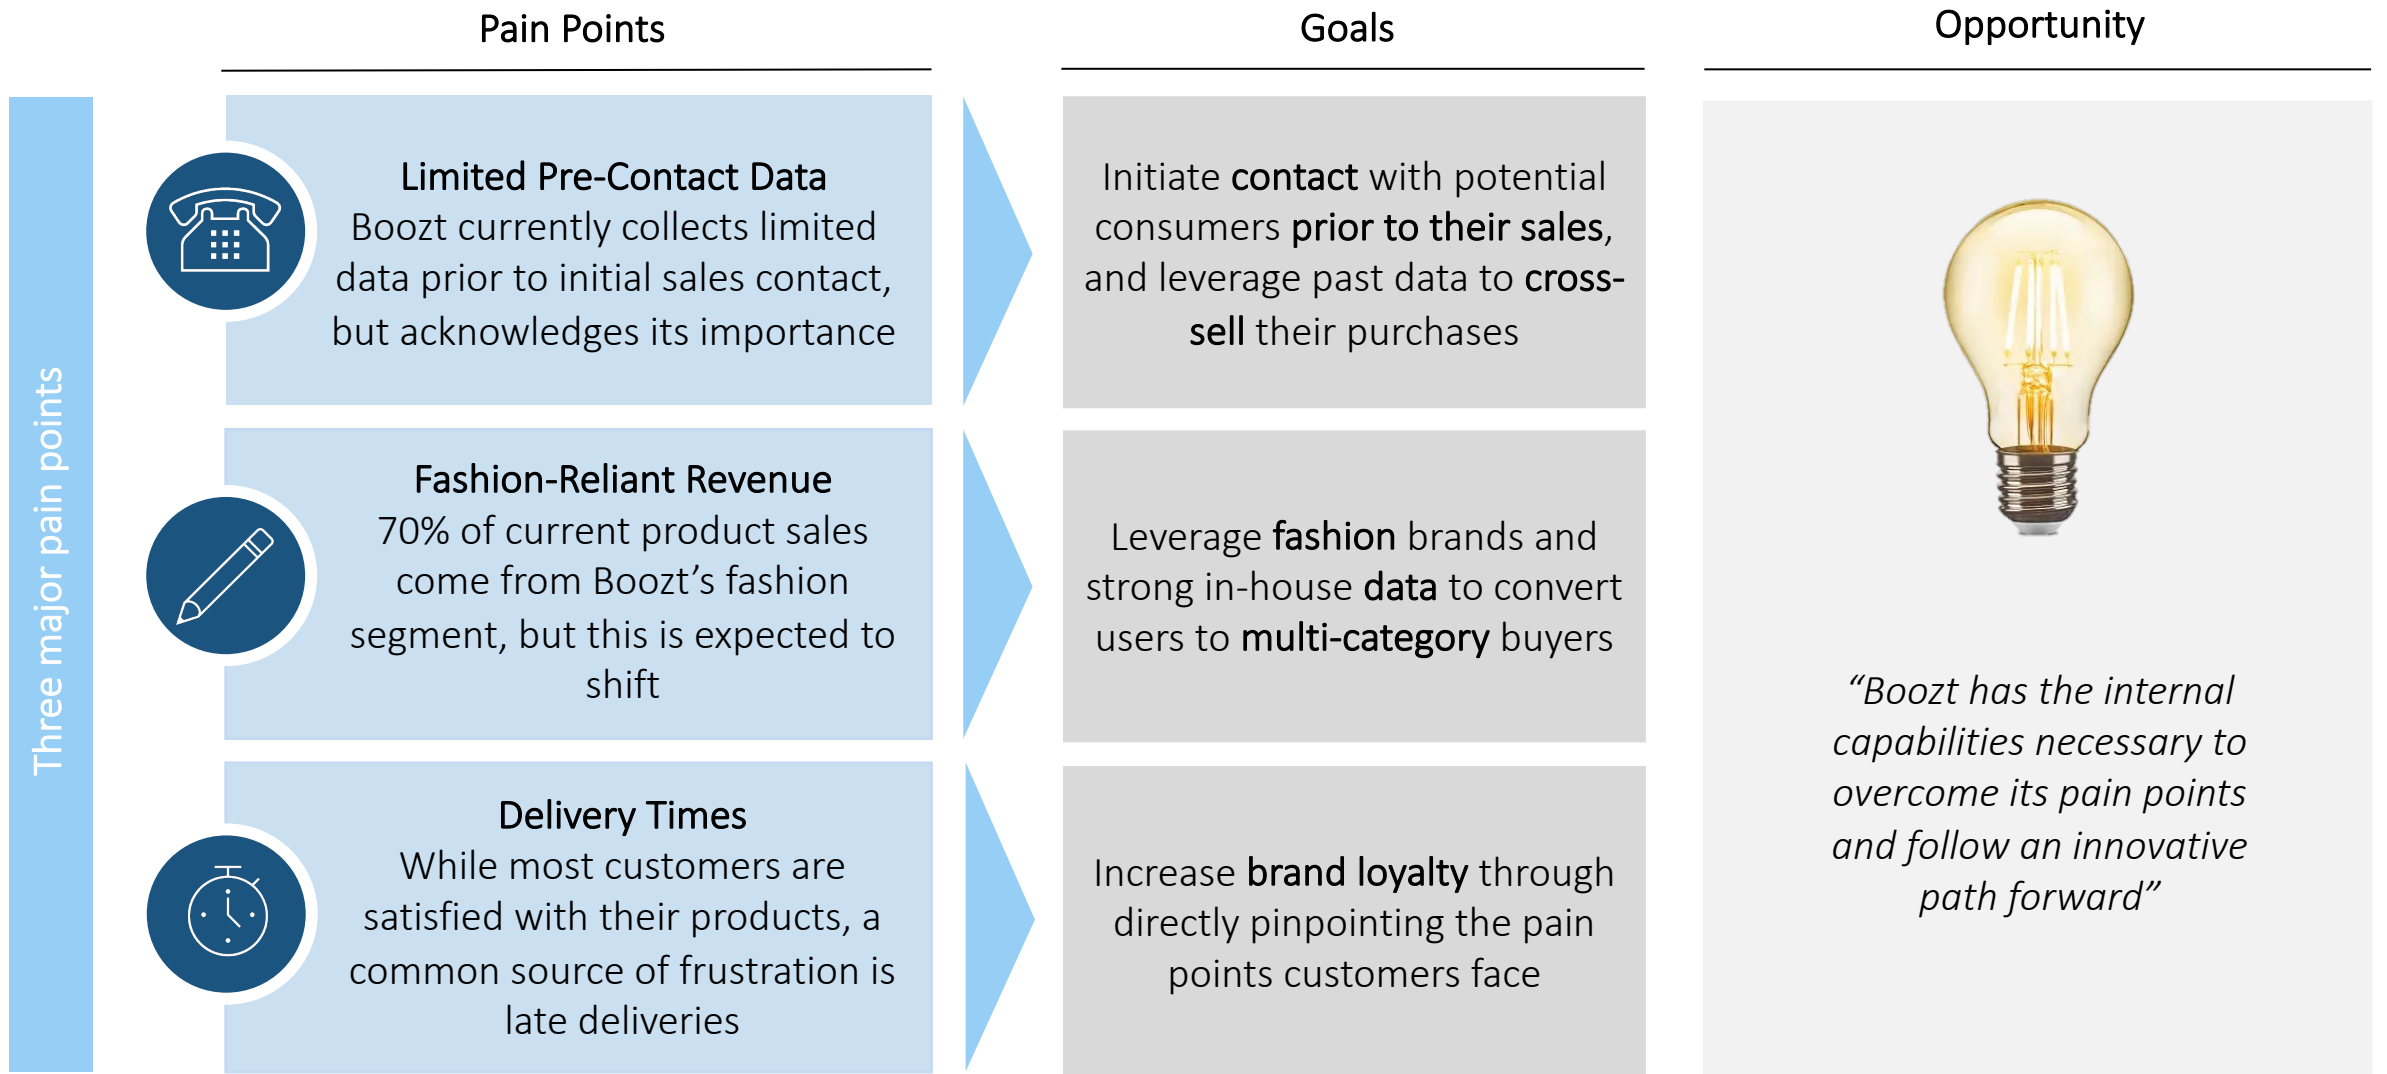 Pain Points
Goals
Opportunity
Three major pain points
Limited Pre-Contact Data
Boozt currently collects limited
data prior to initial sales contact,
but acknowledges its importance
Initiate contact with potential
consumers prior to their sales,
and leverage past data to cross-
sell their purchases
Fashion-Reliant Revenue
70% of current product sales
come from Boozt’s fashion
segment, but this is expected to
shift
Leverage fashion brands and
strong in-house data to convert
users to multi-category buyers
Delivery Times
While most customers are
satisfied with their products, a
common source of frustration is
late deliveries
Increase brand loyalty through
directly pinpointing the pain
points customers face
“Boozt has the internal
capabilities necessary to
overcome its pain points
and follow an innovative
path forward”